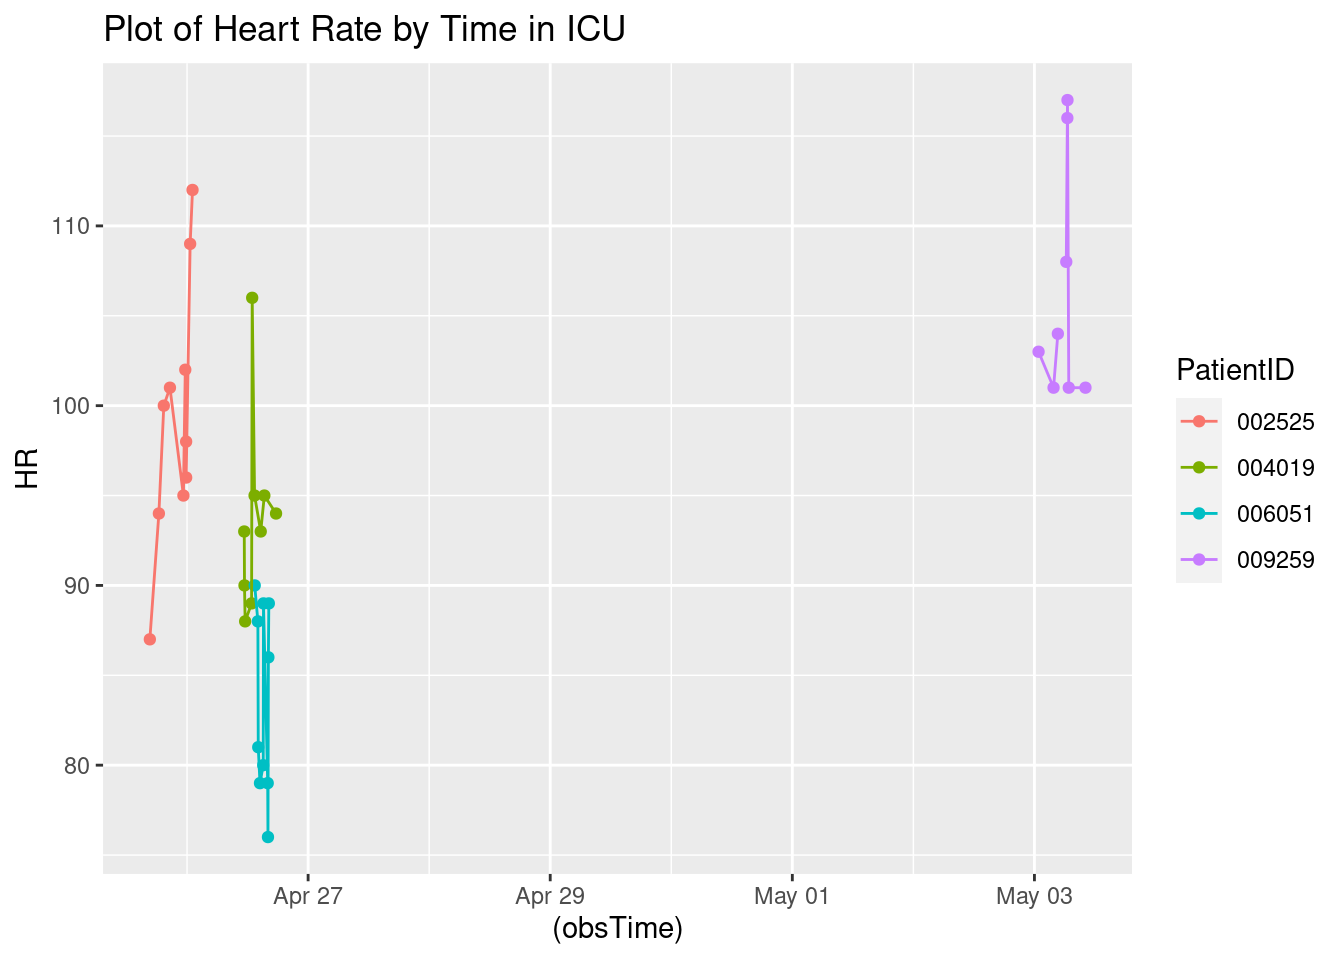 Plot of Heart Rate by Time in ICU
110
100
90
80
HR
Apr 27
Apr 29
May 01
May 03
(obsTime)
PatientID
002525
004019
006051
009259